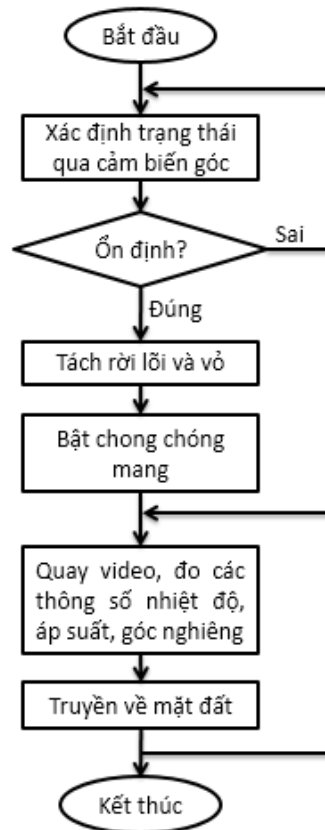 Bắt đầu
Xác định trạng thái
qua cảm biến góc
Ổn định?
Sai
Đúng
Tách rời lõi và vỏ
Bật chong chóng
mang
Quay video, đo các
thông số nhiệt độ,
áp suất, góc nghiêng
Truyền về mặt đất
Kết thúc